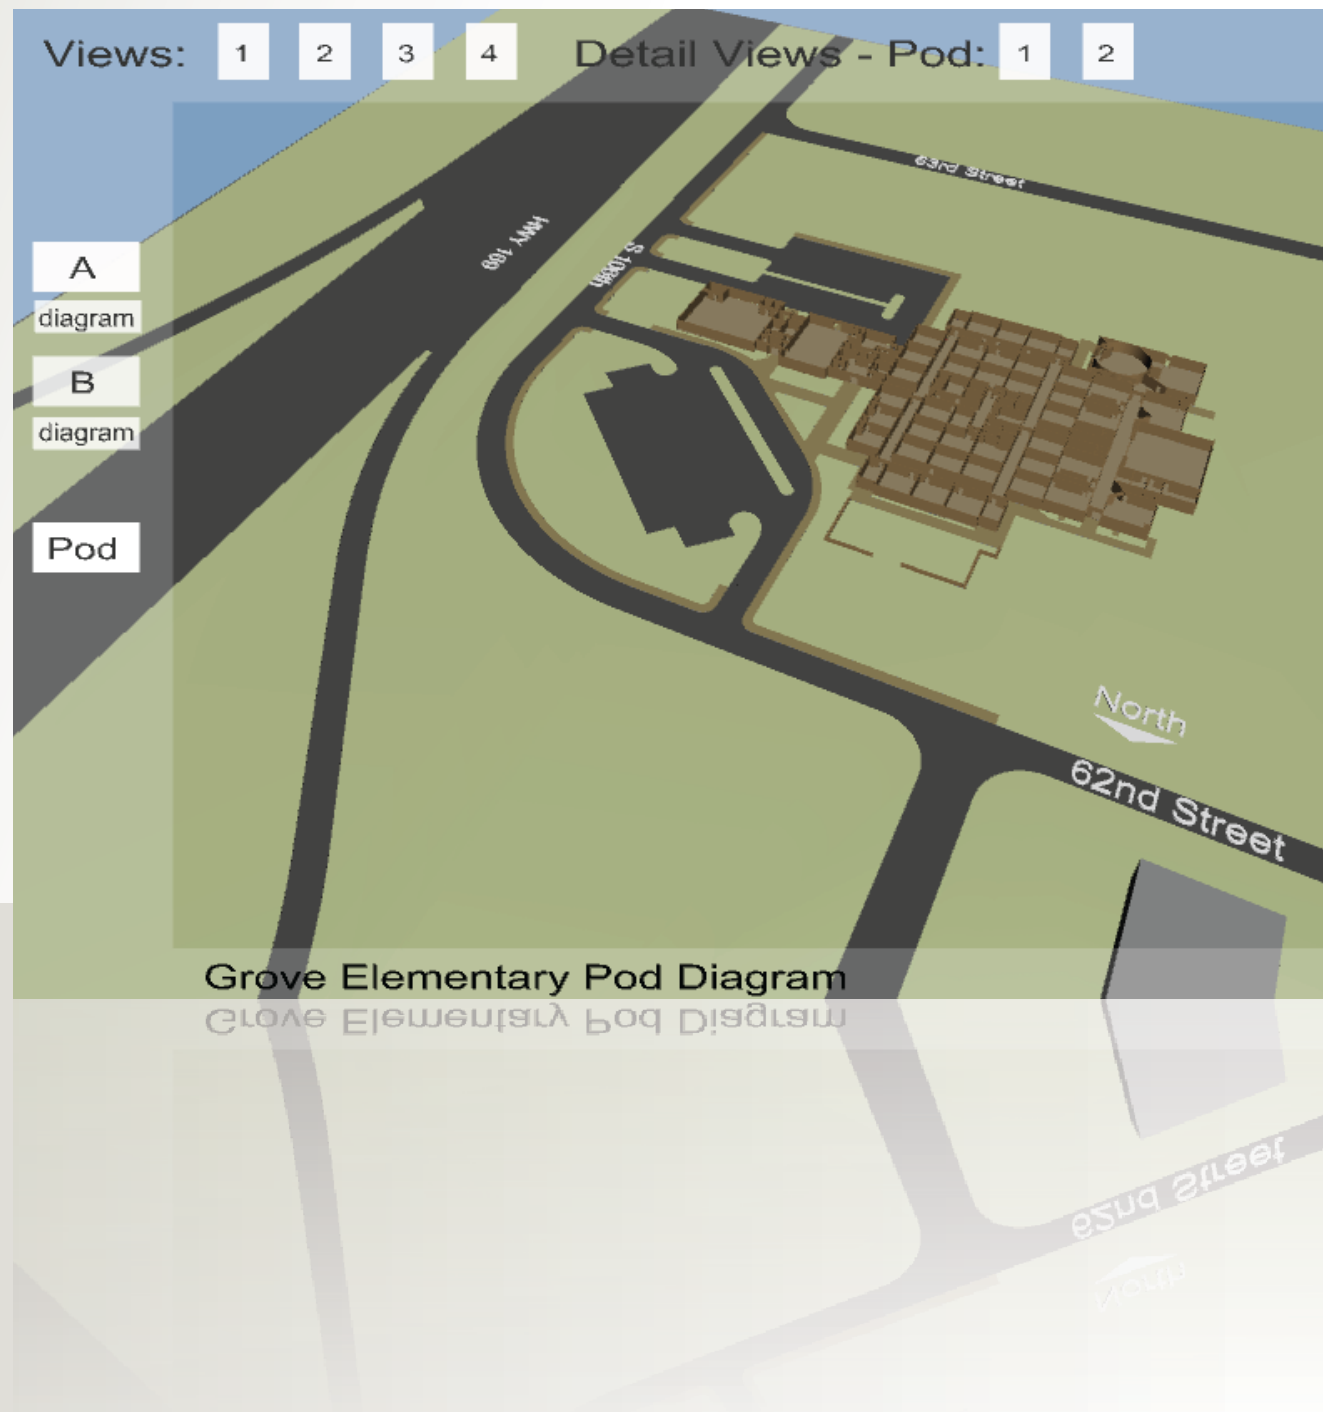 Views: 1 2 3 4 Detail Views - Pod: 1 2
63rd Street
HWY 169
S 106th
A
diagram
B
diagram
Pod
North
62nd Street
Grove Elementary Pod Diagram